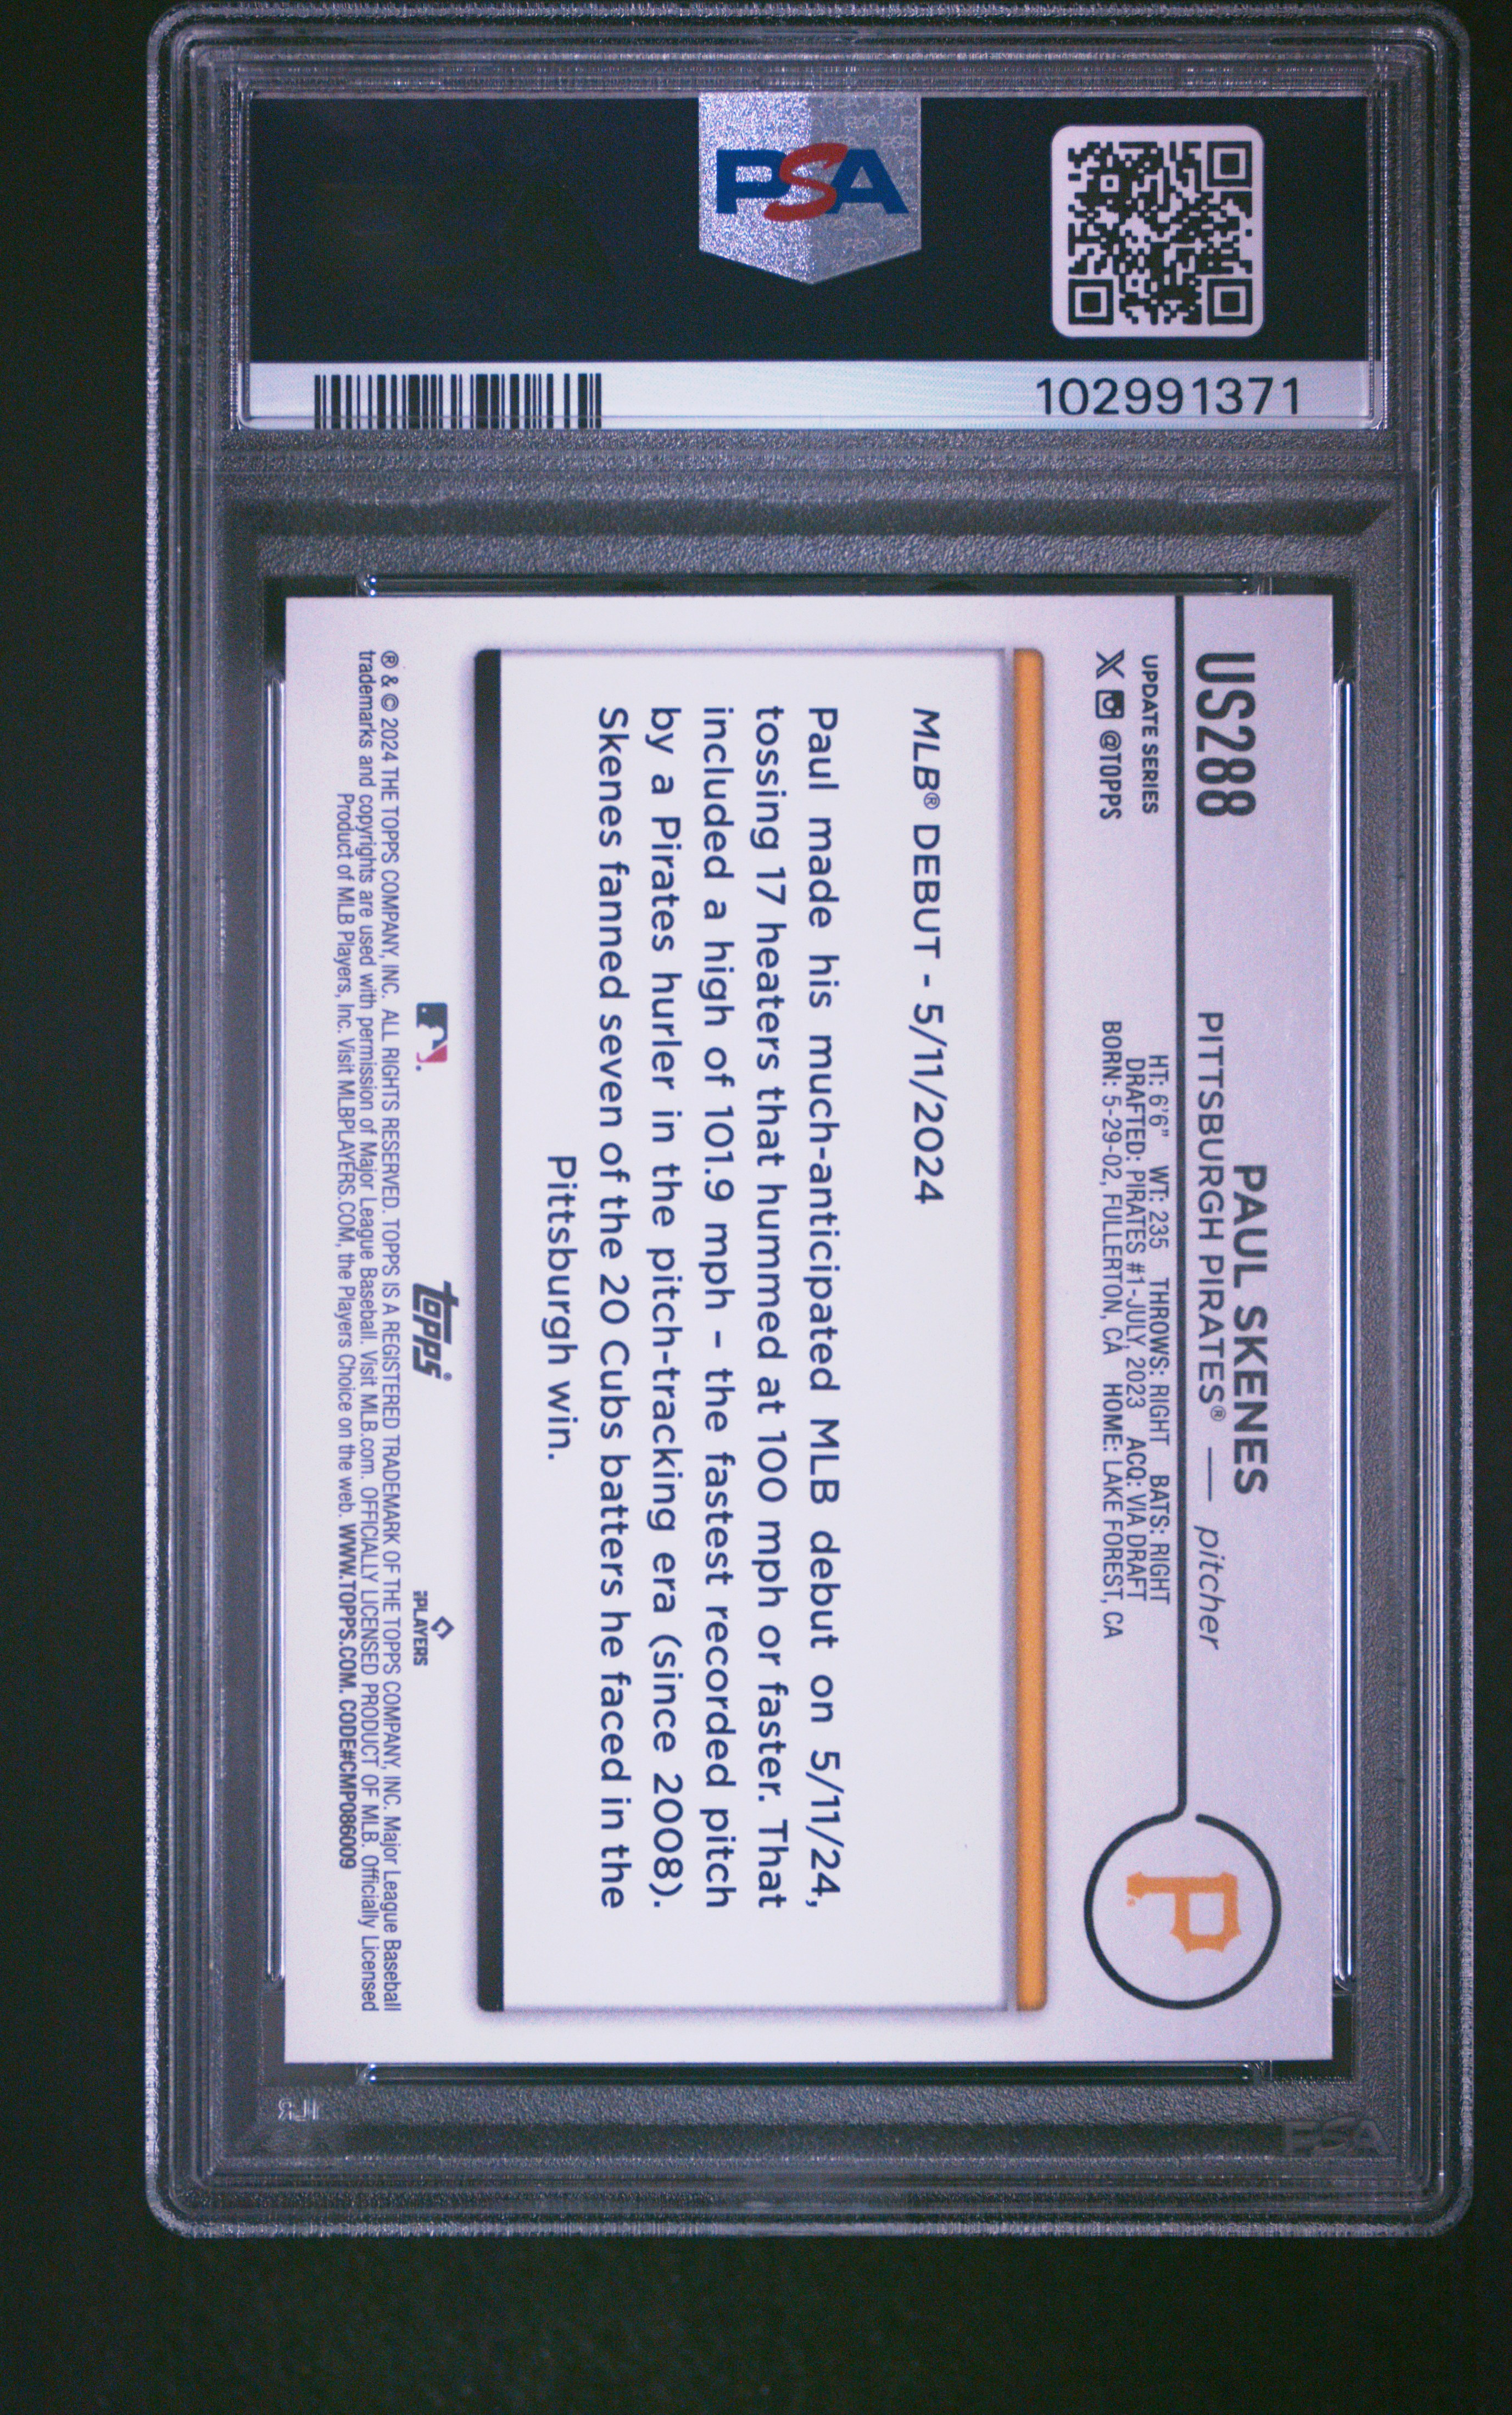 PSA
102991371
US288
PAUL SKENES
PITTSBURGH PIRATES® — pitcher
UPDATE SERIES
@TOPPS
HT: 6'6" WT: 235 THROWS: RIGHT BATS: RIGHT
DRAFTED: PIRATES #1-JULY, 2023 ACQ: VIA DRAFT
BORN: 5-29-02, FULLERTON, CA HOME: LAKE FOREST, CA
P
MLB® DEBUT - 5/11/2024
Paul made his much-anticipated MLB debut on 5/11/24,
tossing 17 heaters that hummed at 100 mph or faster. That
included a high of 101.9 mph – the fastest recorded pitch
by a Pirates hurler in the pitch-tracking era (since 2008).
Skenes fanned seven of the 20 Cubs batters he faced in the
Pittsburgh win.
topps®
PLAYERS
® & © 2024 THE TOPPS COMPANY, INC. ALL RIGHTS RESERVED. TOPPS IS A REGISTERED TRADEMARK OF THE TOPPS COMPANY, INC. Major League Baseball
trademarks and copyrights are used with permission of Major League Baseball. Visit MLB.com. OFFICIALLY LICENSED PRODUCT OF MLB. Officially Licensed
Product of MLB Players, Inc. Visit MLBPLAYERS.COM, the Players Choice on the web. WWW.TOPPS.COM. CODE#CMP086009
PSA